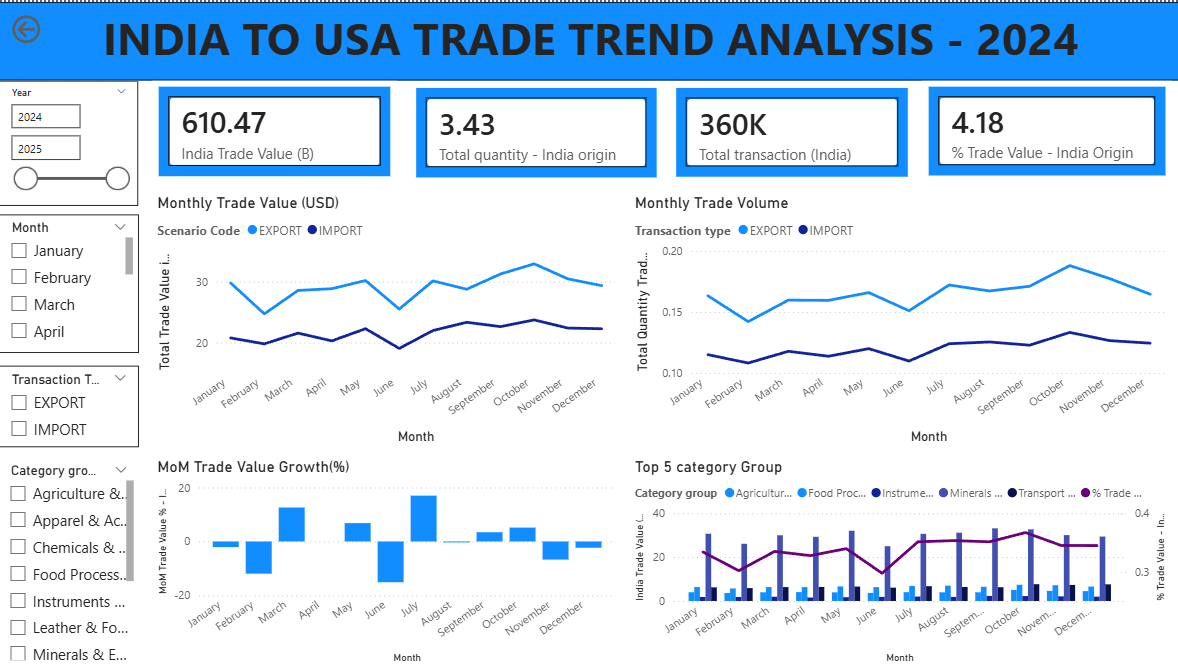 INDIA TO USA TRADE TREND ANALYSIS - 2024
Year
2024
2025
Month
January
February
March
April
Transaction T...
EXPORT
IMPORT
Category gro...
Agriculture &..
Apparel & Ac..
Chemicals & ..
Food Process..
Instruments ...
Leather & Fo...
Minerals & E...
610.47
India Trade Value (B)
3.43
Total quantity - India origin
360K
Total transaction (India)
4.18
% Trade Value - India Origin
Monthly Trade Value (USD)
Scenario Code EXPORT IMPORT
Total Trade Value i...
30
20
January February March April May June July August September October November December
Month
Monthly Trade Volume
Transaction type EXPORT IMPORT
Total Quantity Trad...
0.20
0.15
0.10
January February March April May June July August September October November December
Month
MoM Trade Value Growth(%)
MoM Trade Value % - I...
20
0
-20
January February March April May June July August September October November December
Month
Top 5 category Group
Category group Agricultur... Food Proc... Instrume... Minerals ... Transport ... % Trade ...
India Trade Value (...
40
20
0
0.4
0.3
% Trade Value - In...
January February March April May June July August Septem... October Novem... Decem...
Month